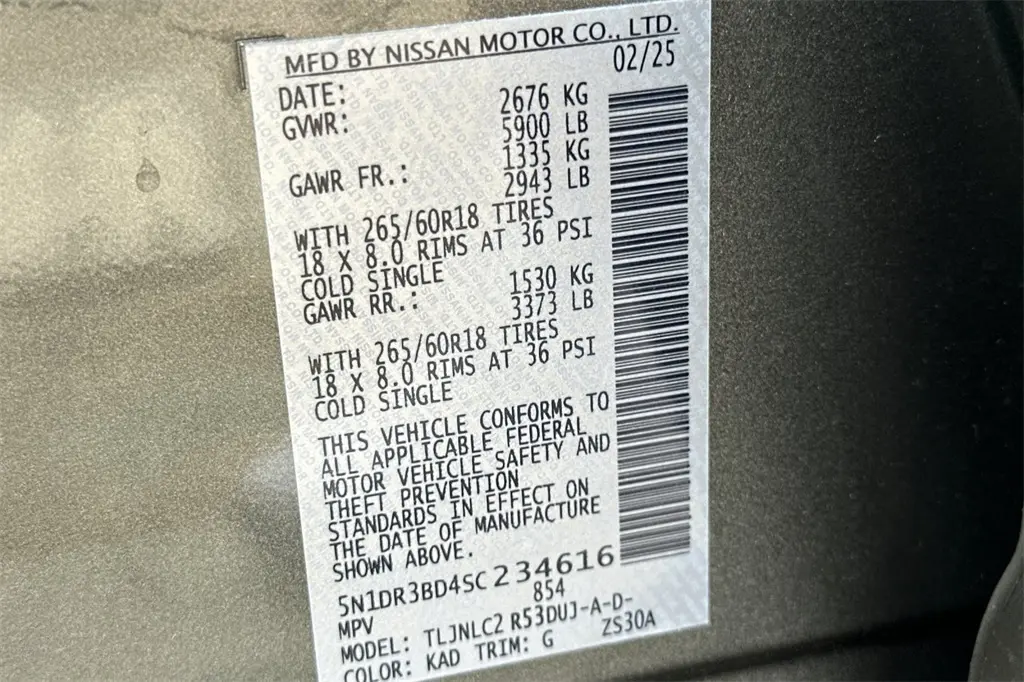 MFD BY NISSAN MOTOR CO., LTD.
DATE: 02/25
GVWR: 2676 KG
5900 LB
GAWR FR.: 1335 KG
2943 LB
WITH 265/60R18 TIRES
18 X 8.0 RIMS AT 36 PSI
COLD SINGLE
GAWR RR.: 1530 KG
3373 LB
WITH 265/60R18 TIRES
18 X 8.0 RIMS AT 36 PSI
COLD SINGLE
THIS VEHICLE CONFORMS TO
ALL APPLICABLE FEDERAL
MOTOR VEHICLE SAFETY AND
THEFT PREVENTION
STANDARDS IN EFFECT ON
THE DATE OF MANUFACTURE
SHOWN ABOVE.
5N1DR3BD4SC234616
MPV 854
MODEL: TLJNLC2 R53DUJ-A-D-
COLOR: KAD TRIM: G ZS30A